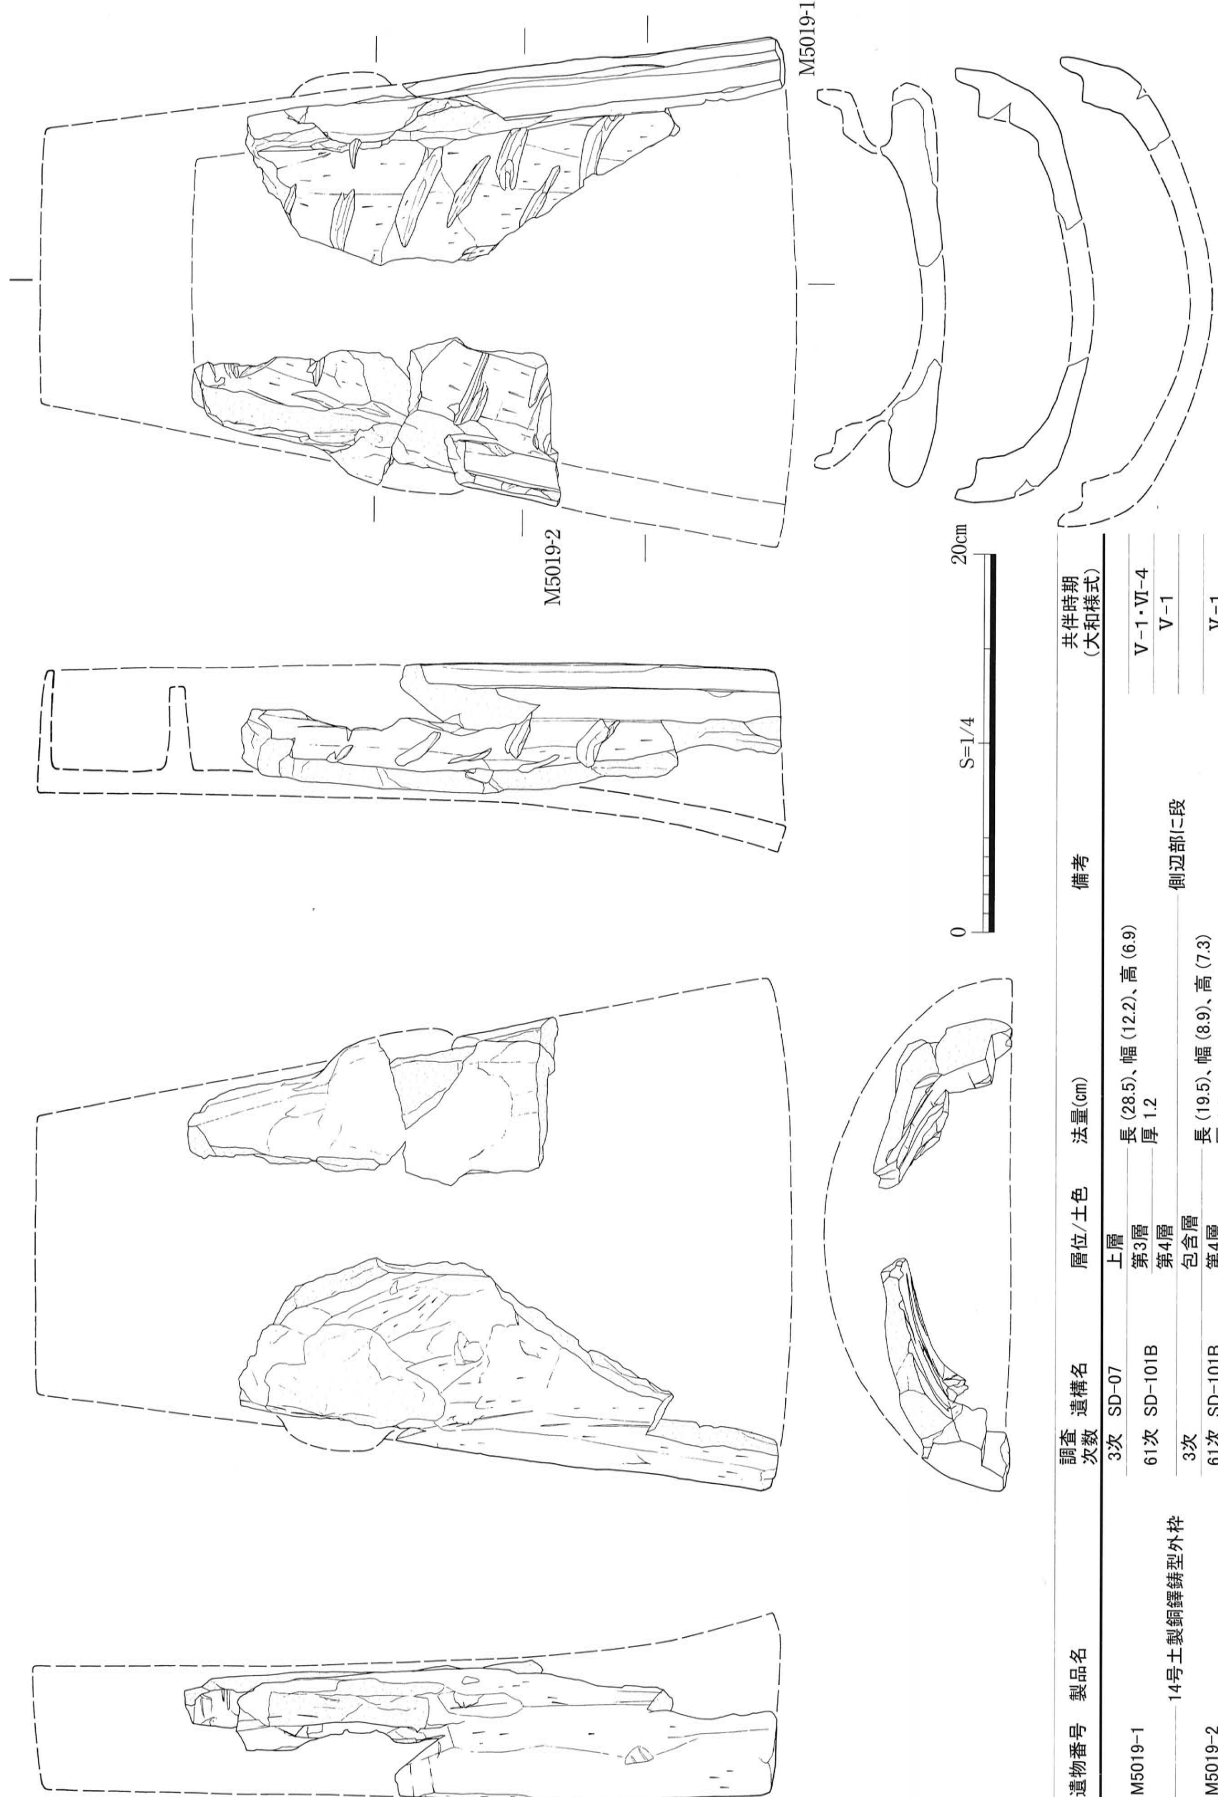 M5019-1
M5019-2
0
S=1/4
20cm
遺物番号 製品名 調査次数 遺構名 層位/土色 法量(cm) 備考 共伴時期(大和様式)
M5019-1 14号土製銅鐸鋳型外枠
3次 SD-07 上層
61次 SD-101B 第3層 長 (28.5)、幅 (12.2)、高 (6.9) V-1・VI-4
第4層 厚 1.2 V-1
3次 包含層 側辺部に段
M5019-2 61次 SD-101B 第4層 長 (19.5)、幅 (8.9)、高 (7.3) V-1